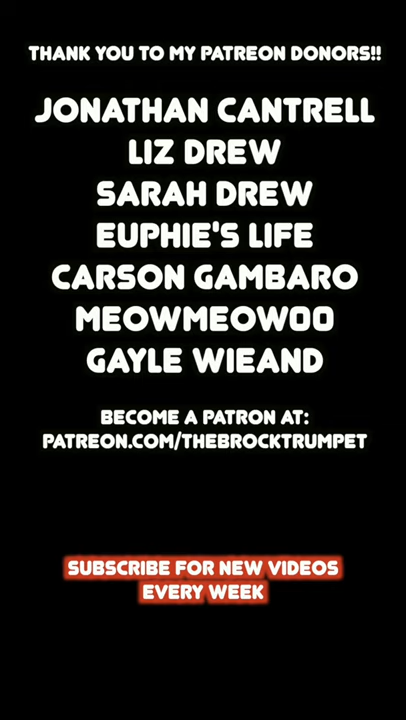 THANK YOU TO MY PATREON DONORS!!
JONATHAN CANTRELL
LIZ DREW
SARAH DREW
EUPHIE'S LIFE
CARSON GAMBARO
MEOWMEOW00
GAYLE WIEAND
BECOME A PATRON AT:
PATREON.COM/THEBROCKTRUMPET
SUBSCRIBE FOR NEW VIDEOS
EVERY WEEK